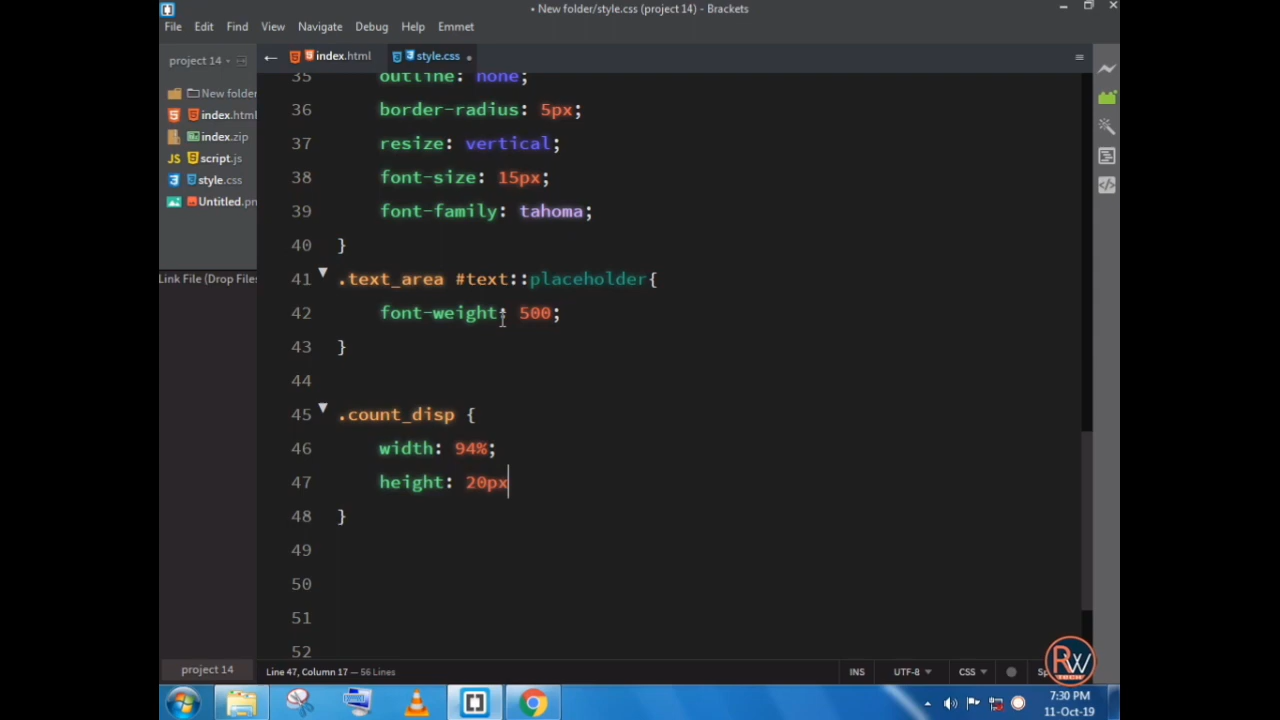 • New folder/style.css (project 14) - Brackets
File Edit Find View Navigate Debug Help Emmet
project 14
index.html
style.css
New folder
index.html
index.zip
JS script.js
style.css
Untitled.pn
Link File (Drop Files
35 outline: none;
36 border-radius: 5px;
37 resize: vertical;
38 font-size: 15px;
39 font-family: tahoma;
40 }
41 .text_area #text::placeholder{
42 font-weight: 500;
43 }
44
45 .count_disp {
46 width: 94%;
47 height: 20px
48 }
49
50
51
52
project 14
Line 47, Column 17 — 56 Lines
INS UTF-8 CSS Sp
RW
TECH
7:30 PM
11-Oct-19